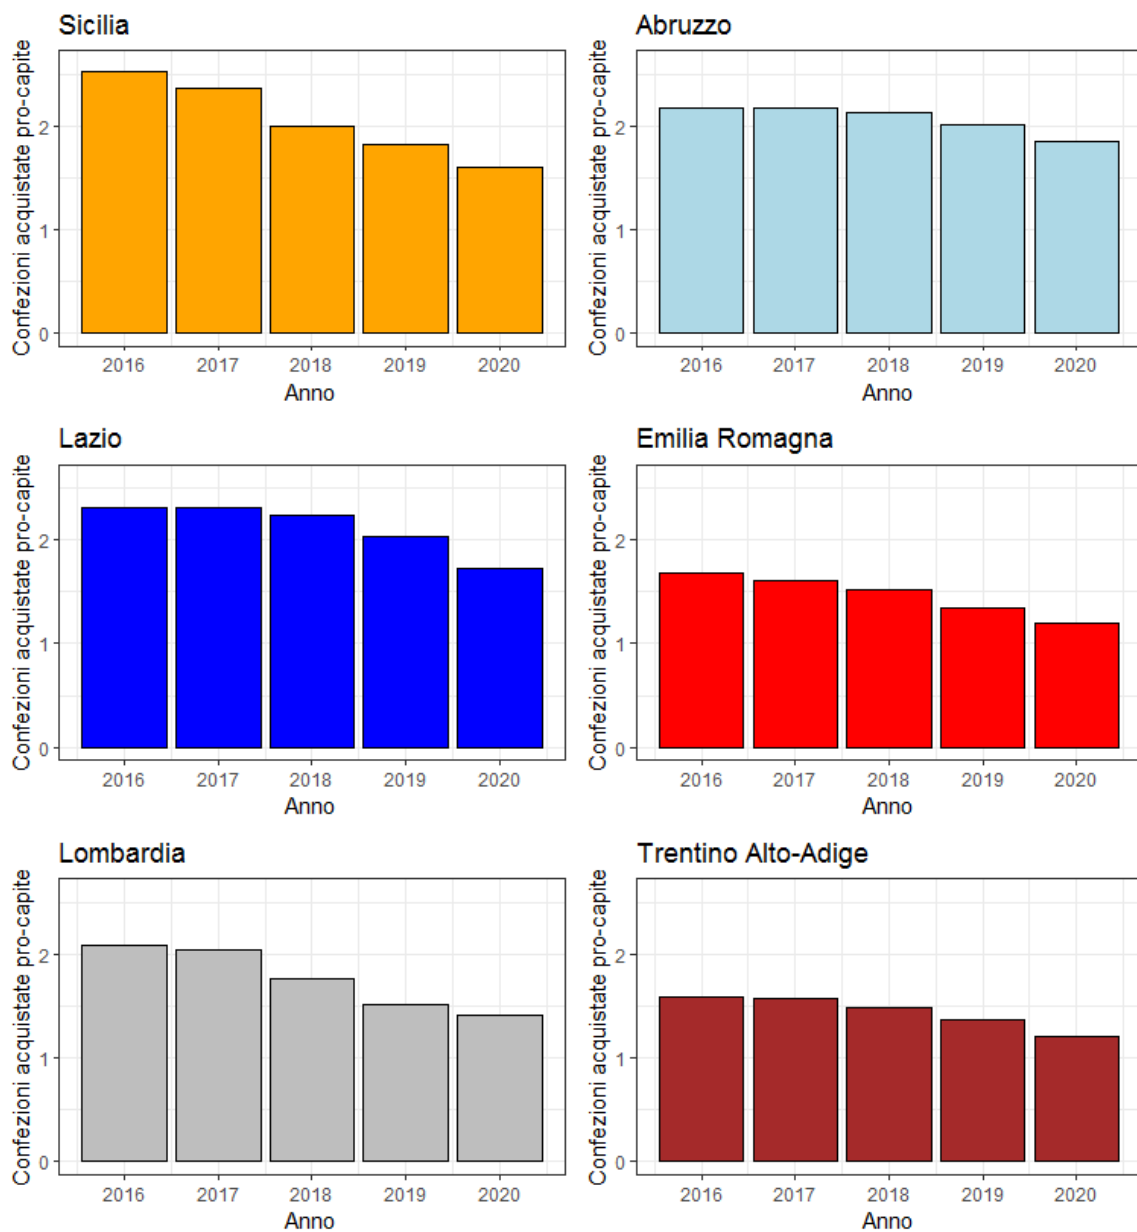 Sicilia
Confezioni acquistate pro-capite
2
1
0
2016 2017 2018 2019 2020
Anno
Abruzzo
Confezioni acquistate pro-capite
2
1
0
2016 2017 2018 2019 2020
Anno
Lazio
Confezioni acquistate pro-capite
2
1
0
2016 2017 2018 2019 2020
Anno
Emilia Romagna
Confezioni acquistate pro-capite
2
1
0
2016 2017 2018 2019 2020
Anno
Lombardia
Confezioni acquistate pro-capite
2
1
0
2016 2017 2018 2019 2020
Anno
Trentino Alto-Adige
Confezioni acquistate pro-capite
2
1
0
2016 2017 2018 2019 2020
Anno